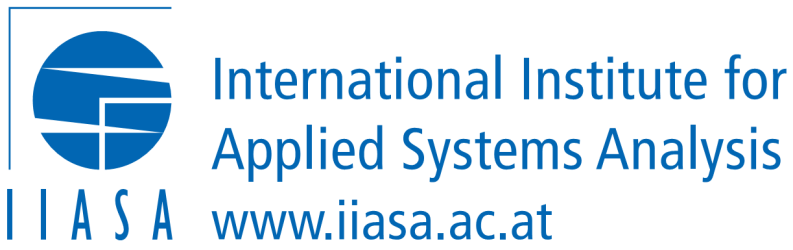 International Institute for
Applied Systems Analysis
IIASA
www.iiasa.ac.at